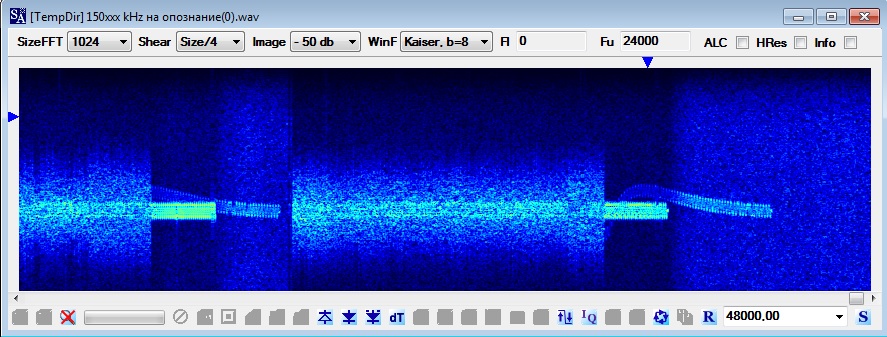 SA [TempDir] 150xxx kHz на опознание(0).wav
SizeFFT 1024 Shear Size/4 Image - 50 db WinF Kaiser, b=8 Fl 0 Fu 24000 ALC HRes Info
dT IQ R 48000,00 S